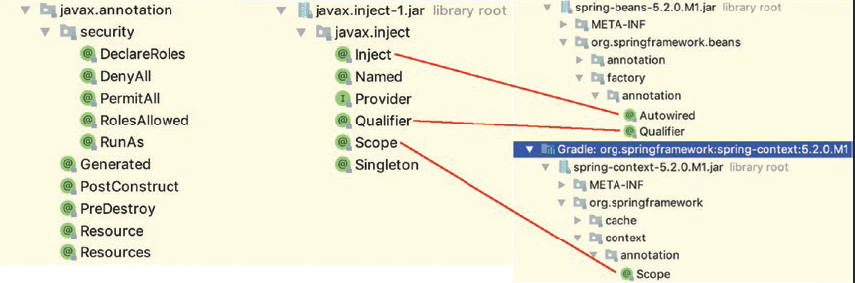 javax.annotation
security
DeclareRoles
DenyAll
PermitAll
RolesAllowed
RunAs
Generated
PostConstruct
PreDestroy
Resource
Resources
javax.inject-1.jar library root
javax.inject
Inject
Named
Provider
Qualifier
Scope
Singleton
spring-beans-5.2.0.M1.jar library root
META-INF
org.springframework.beans
annotation
factory
annotation
Autowired
Qualifier
Gradle: org.springframework:spring-context:5.2.0.M1
spring-context-5.2.0.M1.jar library root
META-INF
org.springframework
cache
context
annotation
Scope